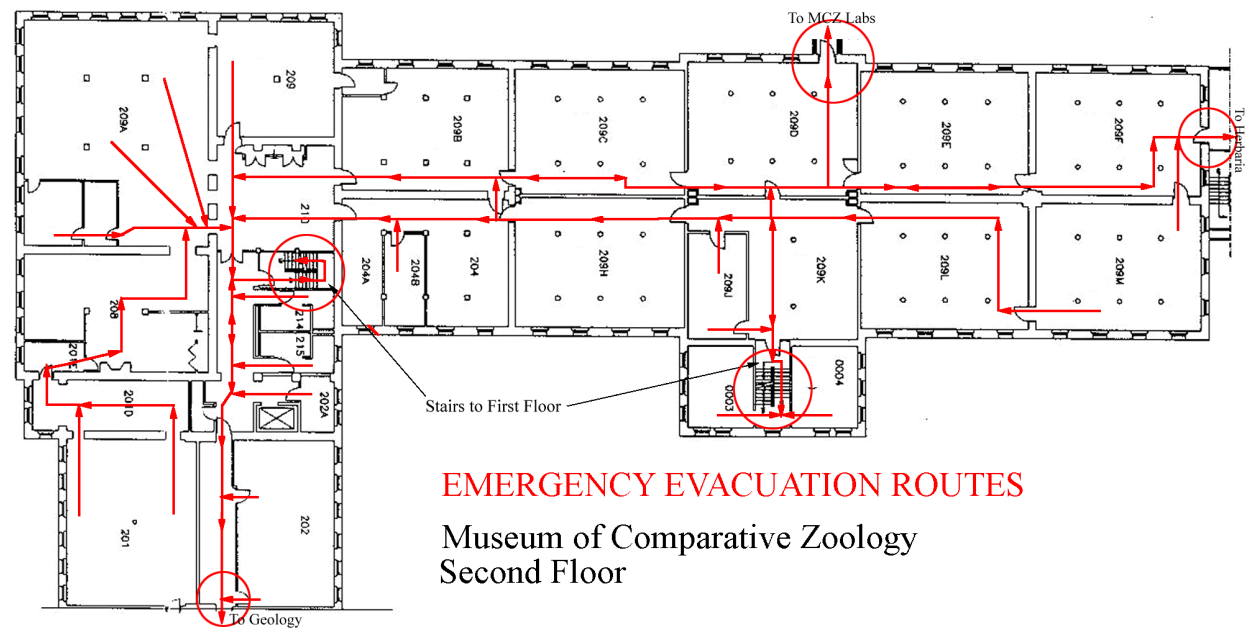 To MCZ Labs
To Herbaria
209
209A
209B
209C
209D
209E
209F
204A
204B
204
209H
209J
209K
209L
209M
208
214
215
201D
202A
0003
0004
Stairs to First Floor
201
202
To Geology
EMERGENCY EVACUATION ROUTES
Museum of Comparative Zoology
Second Floor